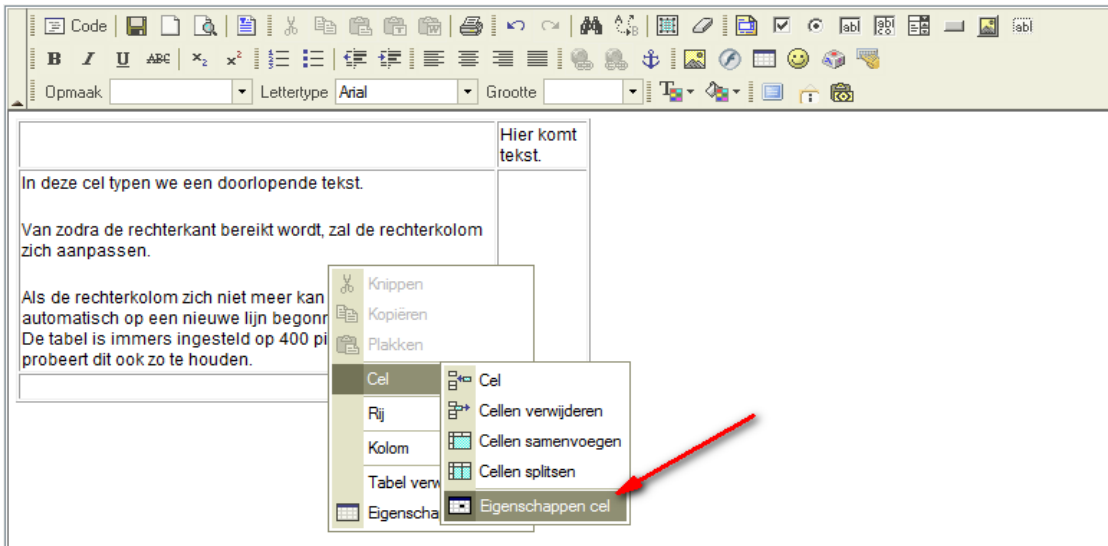 Code
B I U ABC x₂ x²
Opmaak Lettertype Arial Grootte
Hier komt
tekst.
In deze cel typen we een doorlopende tekst.
Van zodra de rechterkant bereikt wordt, zal de rechterkolom
zich aanpassen.
Als de rechterkolom zich niet meer kan
automatisch op een nieuwe lijn begonn
De tabel is immers ingesteld op 400 pi
probeert dit ook zo te houden.
Knippen
Kopiëren
Plakken
Cel
Rij
Kolom
Tabel verw
Eigenscha
Cel
Cellen verwijderen
Cellen samenvoegen
Cellen splitsen
Eigenschappen cel